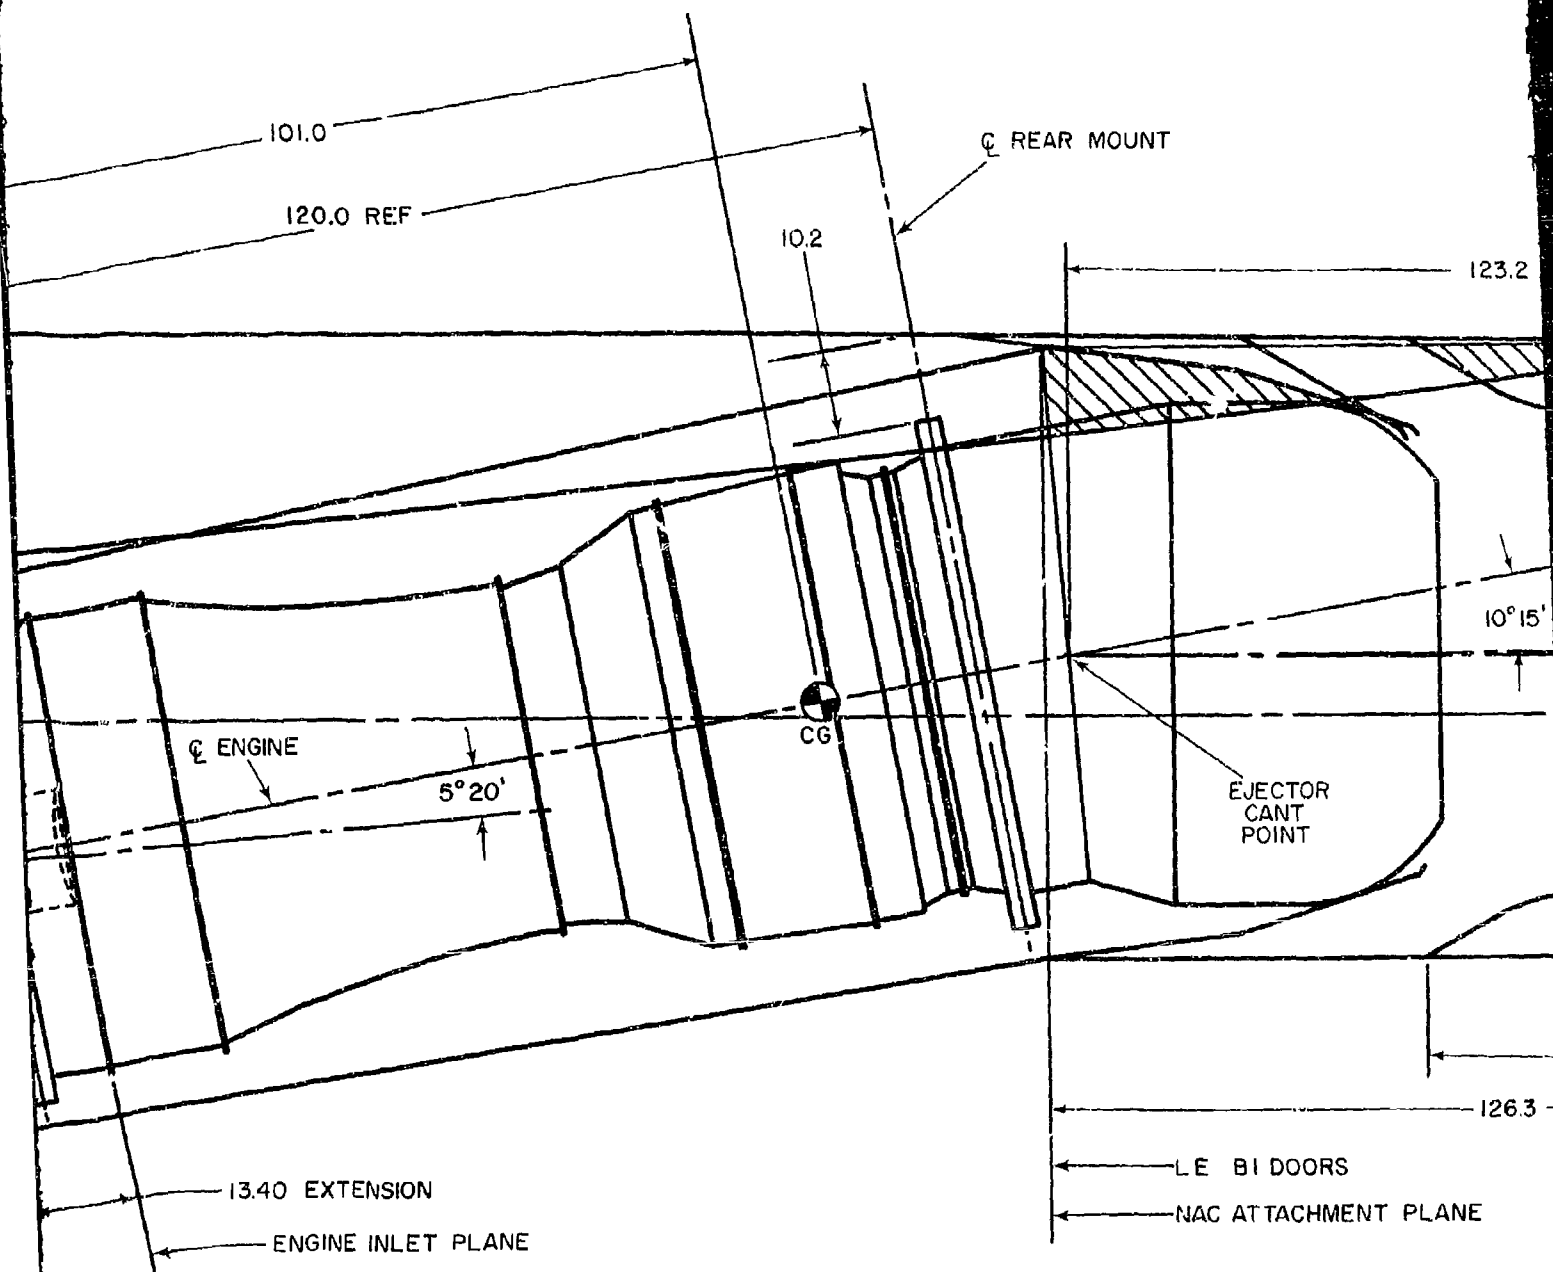 101.0
℄ REAR MOUNT
120.0 REF
10.2
123.2
10° 15'
℄ ENGINE
CG
5° 20'
EJECTOR
CANT
POINT
126.3
LE BI DOORS
13.40 EXTENSION
NAC ATTACHMENT PLANE
ENGINE INLET PLANE